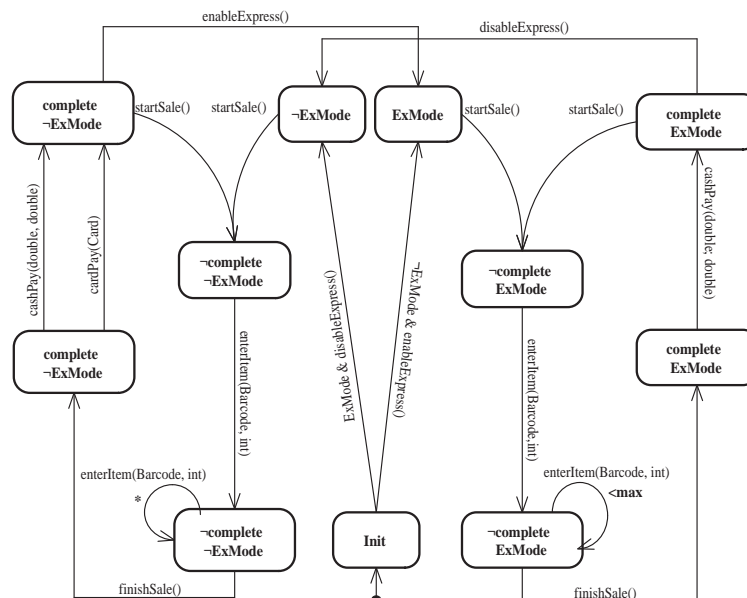 enableExpress()
disableExpress()
complete
¬ExMode
startSale()
startSale()
¬ExMode
ExMode
startSale()
startSale()
complete
ExMode
cashPay(double, double)
cardPay(Card)
cashPay(double; double)
¬complete
¬ExMode
¬complete
ExMode
ExMode & disableExpress()
¬ExMode & enableExpress()
complete
¬ExMode
enterItem(Barcode, int)
enterItem(Barcode,int)
complete
ExMode
enterItem(Barcode, int)
*
enterItem(Barcode, int)
<max
¬complete
¬ExMode
Init
¬complete
ExMode
finishSale()
finishSale()